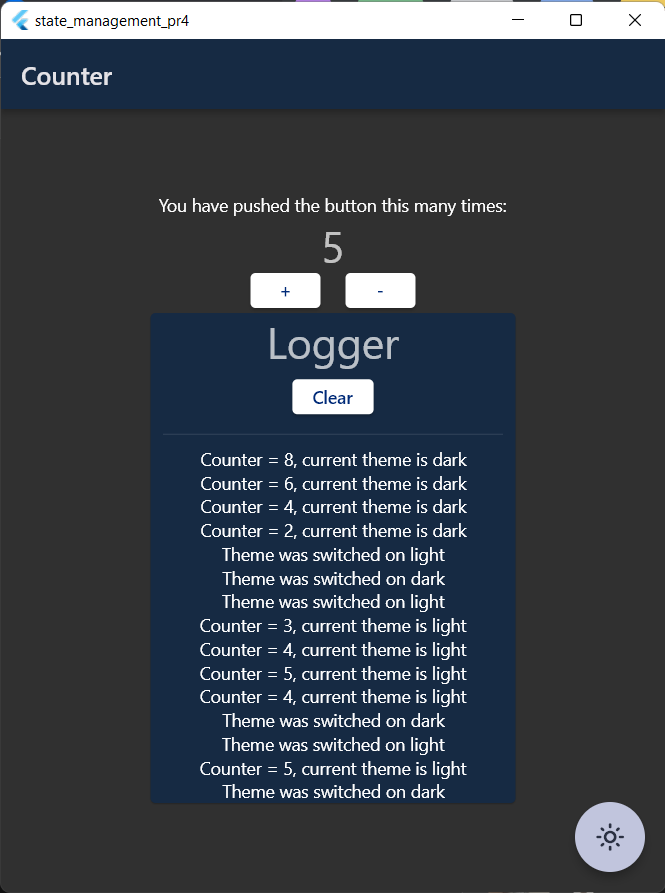 state_management_pr4
Counter
You have pushed the button this many times:
5
+ -
Logger
Clear
Counter = 8, current theme is dark
Counter = 6, current theme is dark
Counter = 4, current theme is dark
Counter = 2, current theme is dark
Theme was switched on light
Theme was switched on dark
Theme was switched on light
Counter = 3, current theme is light
Counter = 4, current theme is light
Counter = 5, current theme is light
Counter = 4, current theme is light
Theme was switched on dark
Theme was switched on light
Counter = 5, current theme is light
Theme was switched on dark